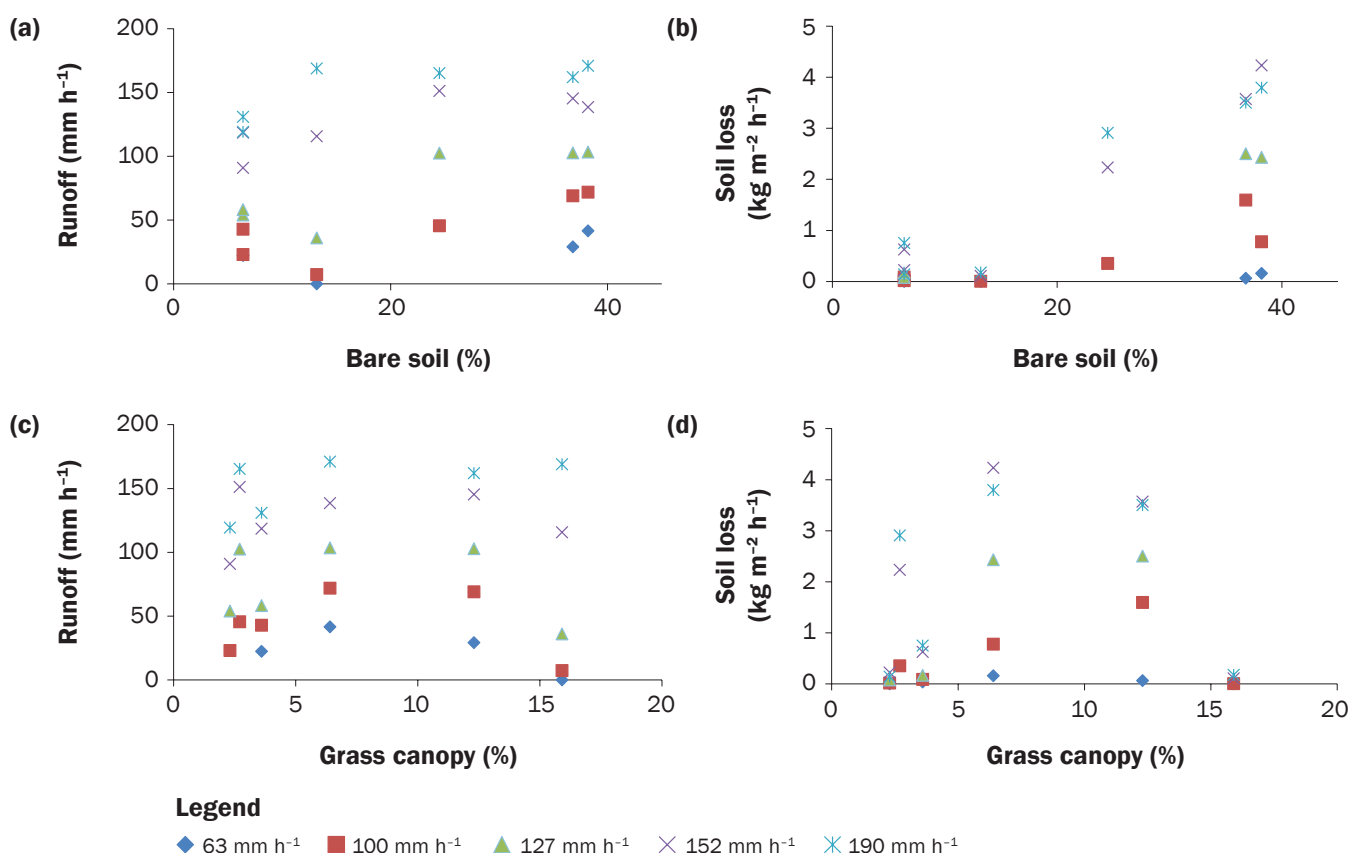 (a)
200
150
100
50
0
Runoff (mm h⁻¹)
0 20 40
Bare soil (%)
(b)
5
4
3
2
1
0
Soil loss
(kg m⁻² h⁻¹)
0 20 40
Bare soil (%)
(c)
200
150
100
50
0
Runoff (mm h⁻¹)
0 5 10 15 20
Grass canopy (%)
(d)
5
4
3
2
1
0
Soil loss
(kg m⁻² h⁻¹)
0 5 10 15 20
Grass canopy (%)
Legend
63 mm h⁻¹ 100 mm h⁻¹ 127 mm h⁻¹ 152 mm h⁻¹ 190 mm h⁻¹